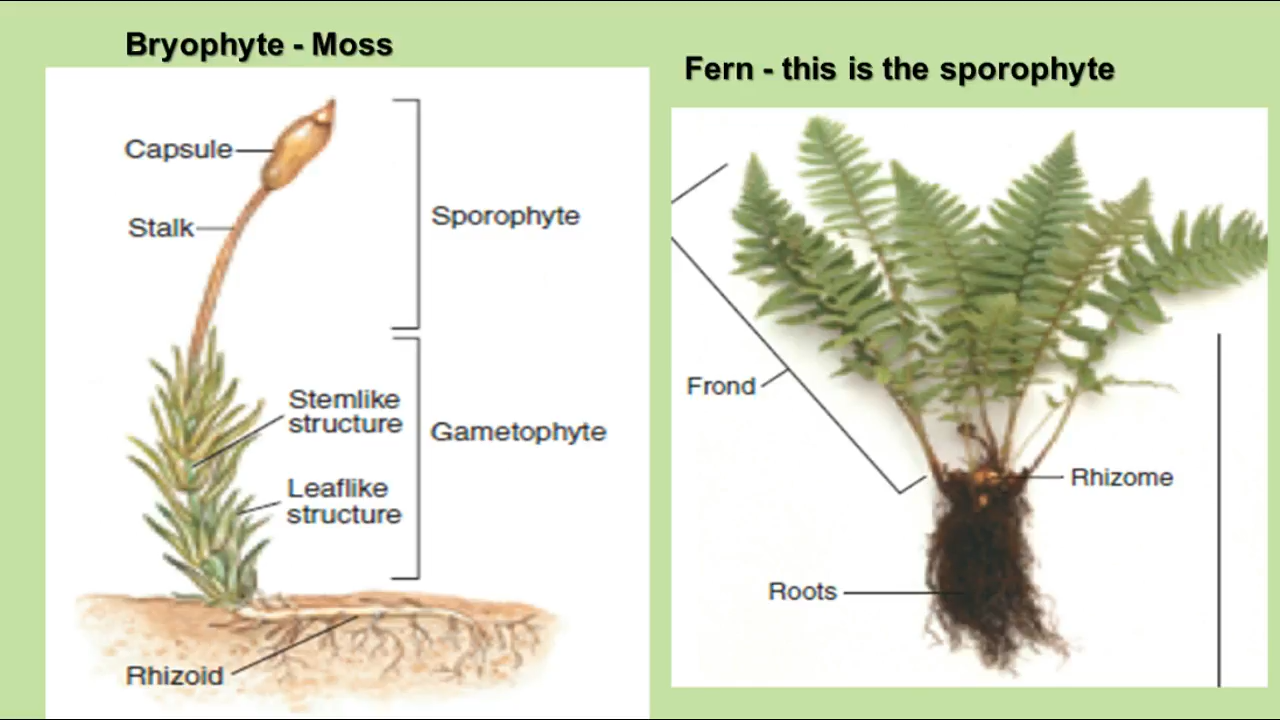 Bryophyte - Moss
Capsule
Stalk
Sporophyte
Stemlike
structure
Gametophyte
Leaflike
structure
Rhizoid
Fern - this is the sporophyte
Frond
Rhizome
Roots